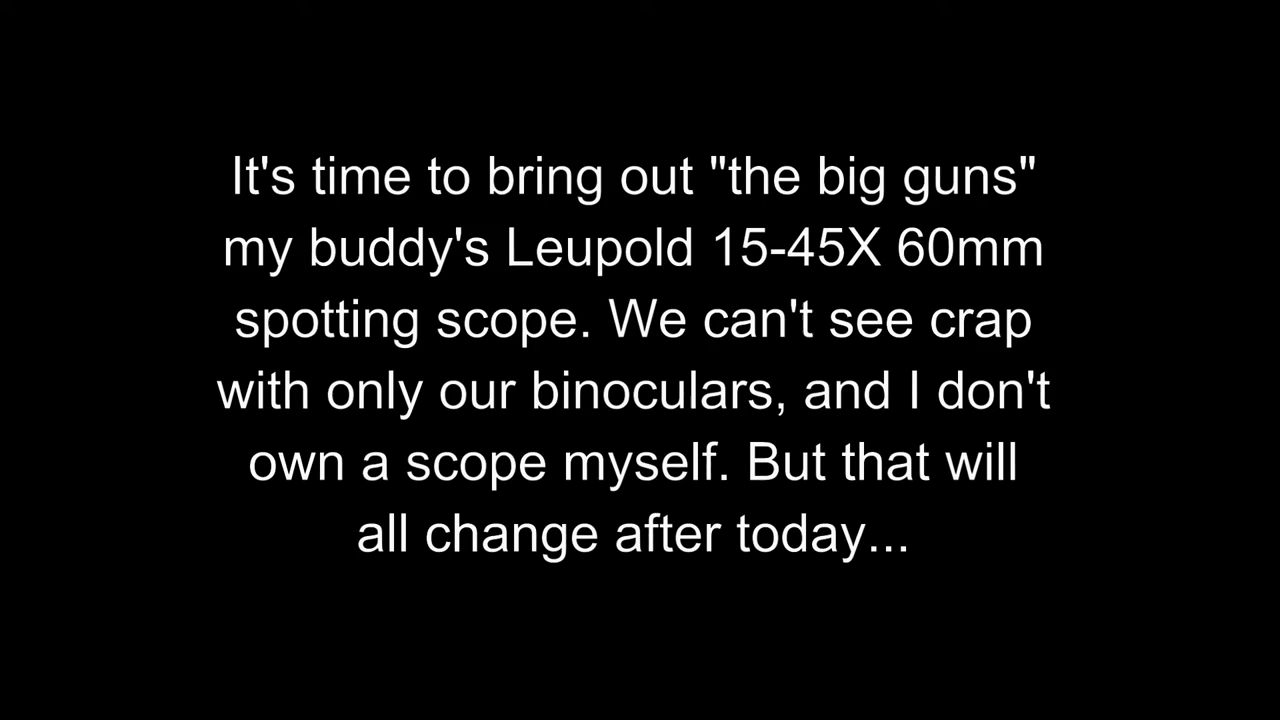 It's time to bring out "the big guns"
my buddy's Leupold 15-45X 60mm
spotting scope. We can't see crap
with only our binoculars, and I don't
own a scope myself. But that will
all change after today...